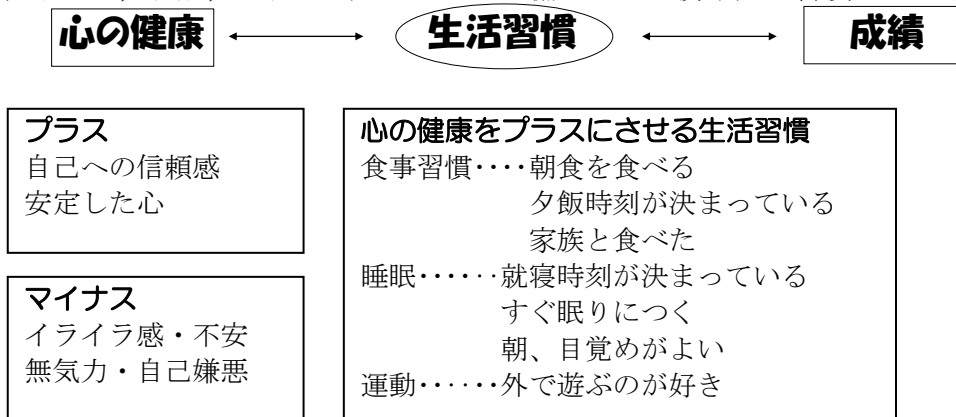 心の健康 生活習慣 成績
プラス
自己への信頼感
安定した心
マイナス
イライラ感・不安
無気力・自己嫌悪
心の健康をプラスにさせる生活習慣
食事習慣‥‥朝食を食べる
夕飯時刻が決まっている
家族と食べた
睡眠‥‥‥就寝時刻が決まっている
すぐ眠りにつく
朝、目覚めがよい
運動‥‥‥外で遊ぶのが好き